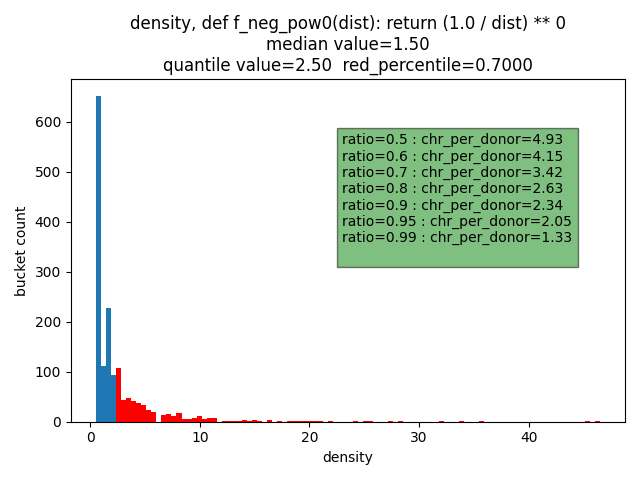 density, def f_neg_pow0(dist): return (1.0 / dist) ** 0
median value=1.50
quantile value=2.50  red_percentile=0.7000
ratio=0.5 : chr_per_donor=4.93
ratio=0.6 : chr_per_donor=4.15
ratio=0.7 : chr_per_donor=3.42
ratio=0.8 : chr_per_donor=2.63
ratio=0.9 : chr_per_donor=2.34
ratio=0.95 : chr_per_donor=2.05
ratio=0.99 : chr_per_donor=1.33
bucket count
600
500
400
300
200
100
0
0 10 20 30 40
density